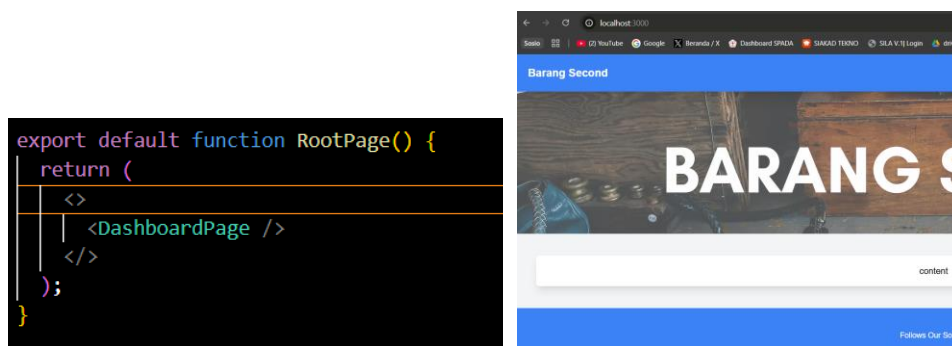 export default function RootPage() {
return (
<>
<DashboardPage />
</>
);
}
localhost:3000
Sosio
(2) YouTube
Google
Beranda / X
Dashboard SPADA
SIAKAD TEKNO
SILA V.1| Login
Barang Second
BARANG
content
Follows Our